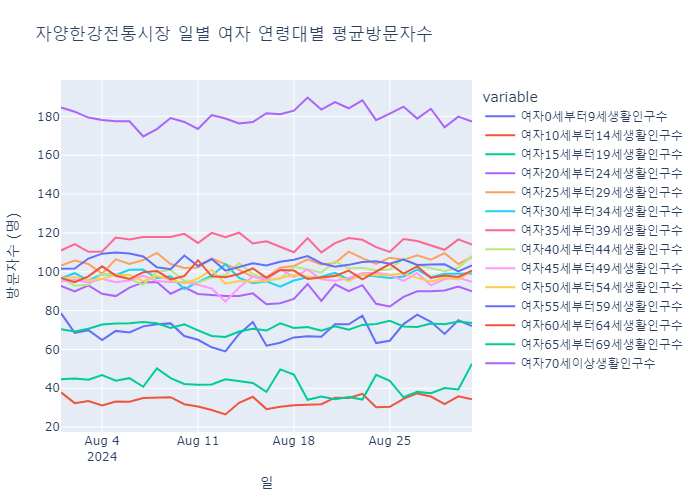 자양한강전통시장 일별 여자 연령대별 평균방문자수
variable
여자0세부터9세생활인구수
여자10세부터14세생활인구수
여자15세부터19세생활인구수
여자20세부터24세생활인구수
여자25세부터29세생활인구수
여자30세부터34세생활인구수
여자35세부터39세생활인구수
여자40세부터44세생활인구수
여자45세부터49세생활인구수
여자50세부터54세생활인구수
여자55세부터59세생활인구수
여자60세부터64세생활인구수
여자65세부터69세생활인구수
여자70세이상생활인구수
방문자수 (명)
180
160
140
120
100
80
60
40
20
Aug 4
2024
Aug 11
Aug 18
Aug 25
일